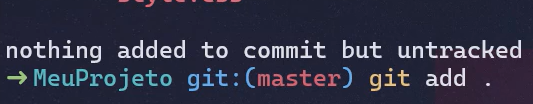 nothing added to commit but untracked
➜ MeuProjeto git:(master) git add .